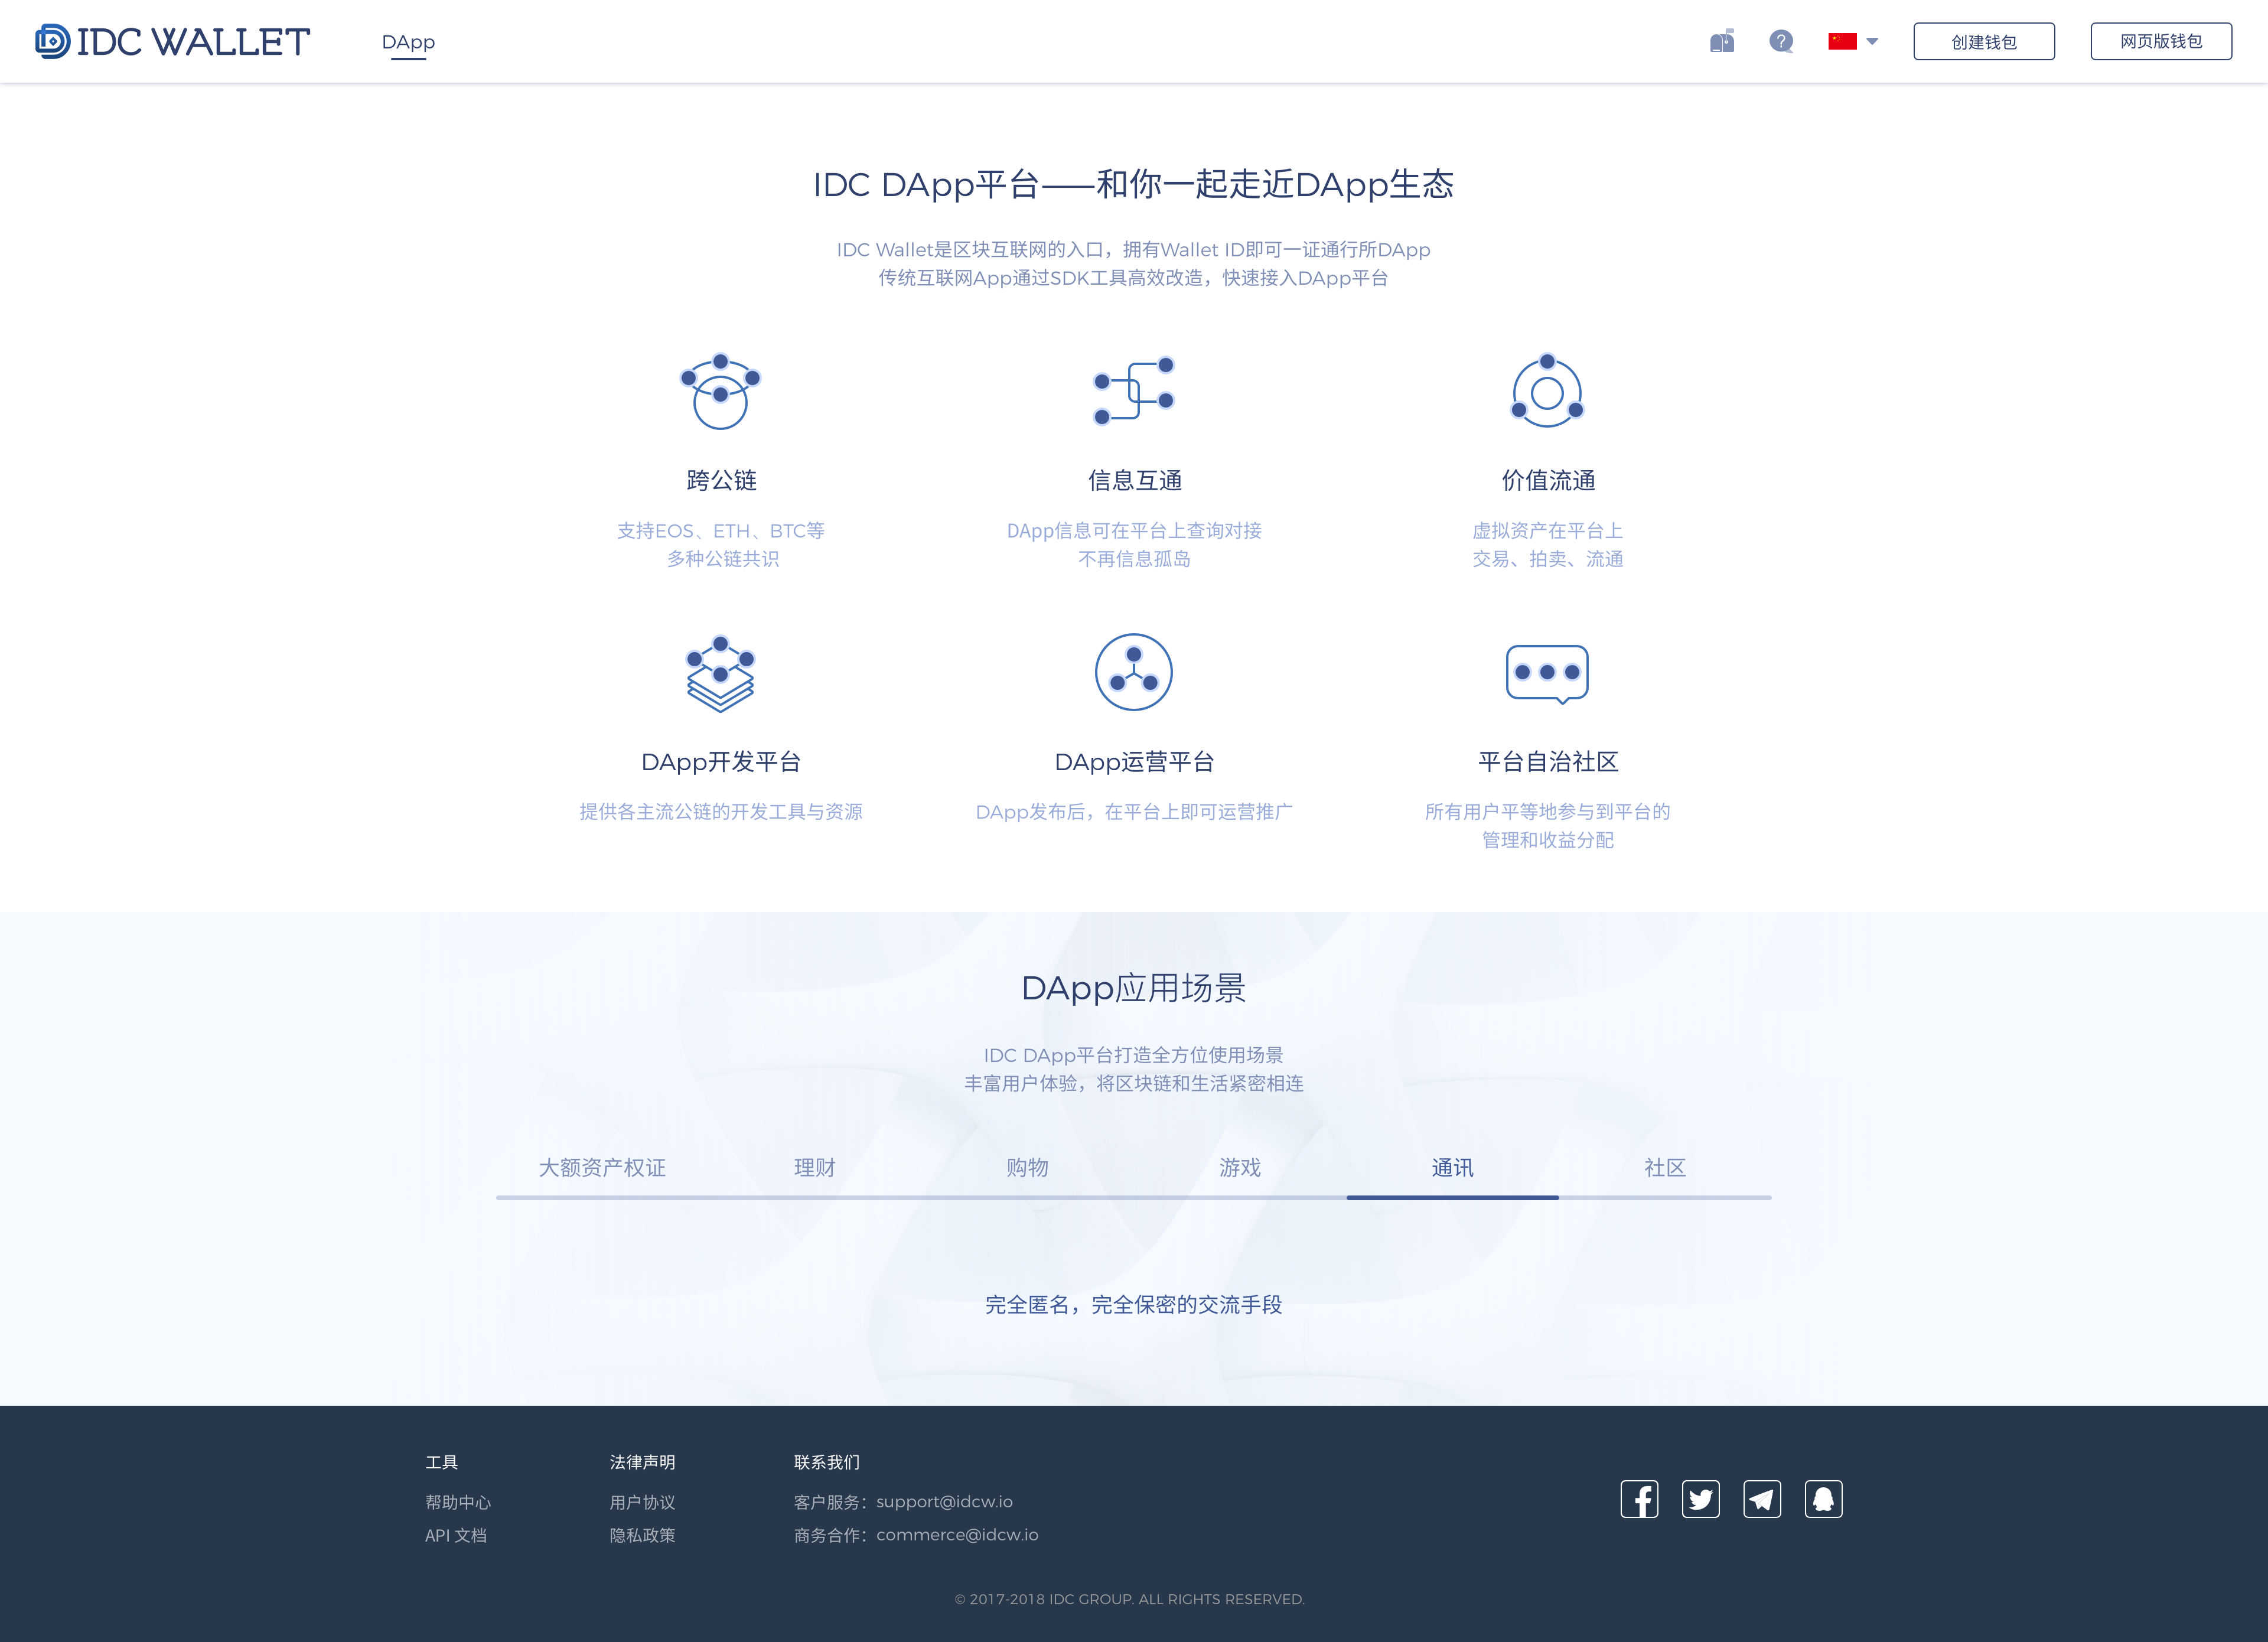 IDC WALLET
DApp
创建钱包
网页版钱包
IDC DApp平台——和你一起走近DApp生态
IDC Wallet是区块互联网的入口，拥有Wallet ID即可一证通行所DApp
传统互联网App通过SDK工具高效改造，快速接入DApp平台
跨公链
信息互通
价值流通
支持EOS、ETH、BTC等
多种公链共识
DApp信息可在平台上查询对接
不再信息孤岛
虚拟资产在平台上
交易、拍卖、流通
DApp开发平台
DApp运营平台
平台自治社区
提供各主流公链的开发工具与资源
DApp发布后，在平台上即可运营推广
所有用户平等地参与到平台的
管理和收益分配
DApp应用场景
IDC DApp平台打造全方位使用场景
丰富用户体验，将区块链和生活紧密相连
大额资产权证
理财
购物
游戏
通讯
社区
完全匿名，完全保密的交流手段
工具
法律声明
联系我们
帮助中心
用户协议
客户服务：support@idcw.io
API 文档
隐私政策
商务合作：commerce@idcw.io
© 2017-2018 IDC GROUP. ALL RIGHTS RESERVED.